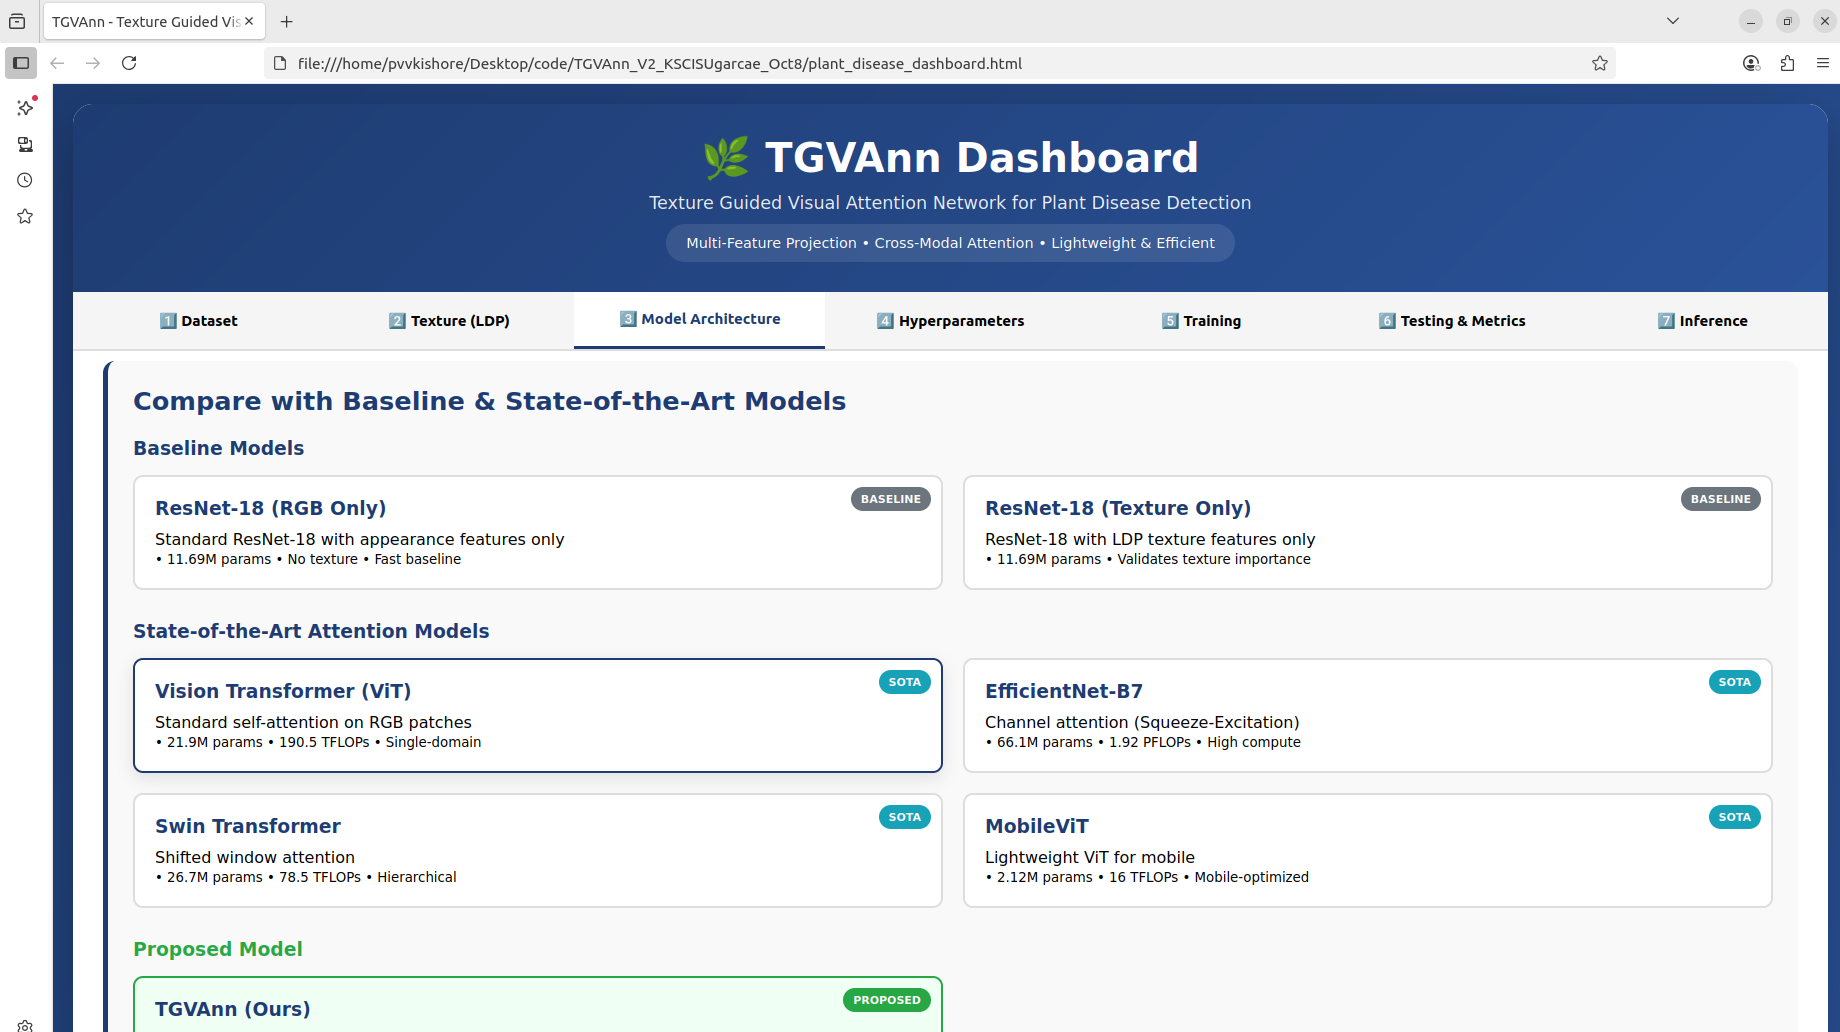 TGVAnn - Texture Guided Vis
file:///home/pvvkishore/Desktop/code/TGVAnn_V2_KSCISUgarcae_Oct8/plant_disease_dashboard.html
🌿 TGVAnn Dashboard
Texture Guided Visual Attention Network for Plant Disease Detection
Multi-Feature Projection • Cross-Modal Attention • Lightweight & Efficient
1️⃣ Dataset
2️⃣ Texture (LDP)
3️⃣ Model Architecture
4️⃣ Hyperparameters
5️⃣ Training
6️⃣ Testing & Metrics
7️⃣ Inference
Compare with Baseline & State-of-the-Art Models
Baseline Models
ResNet-18 (RGB Only)
BASELINE
Standard ResNet-18 with appearance features only
• 11.69M params • No texture • Fast baseline
ResNet-18 (Texture Only)
BASELINE
ResNet-18 with LDP texture features only
• 11.69M params • Validates texture importance
State-of-the-Art Attention Models
Vision Transformer (ViT)
SOTA
Standard self-attention on RGB patches
• 21.9M params • 190.5 TFLOPs • Single-domain
EfficientNet-B7
SOTA
Channel attention (Squeeze-Excitation)
• 66.1M params • 1.92 PFLOPs • High compute
Swin Transformer
SOTA
Shifted window attention
• 26.7M params • 78.5 TFLOPs • Hierarchical
MobileViT
SOTA
Lightweight ViT for mobile
• 2.12M params • 16 TFLOPs • Mobile-optimized
Proposed Model
TGVAnn (Ours)
PROPOSED